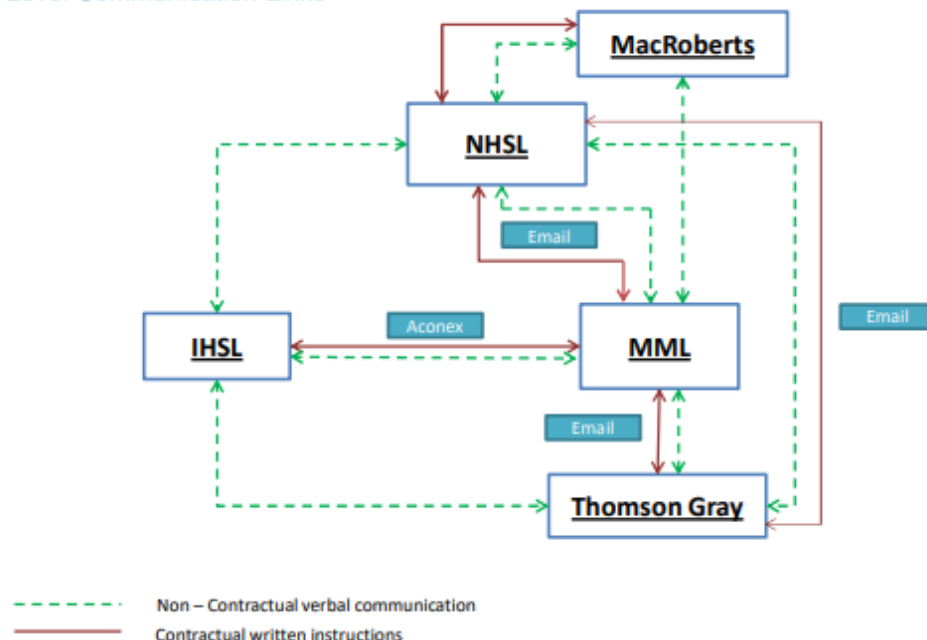 MacRoberts
NHSL
Email
Email
Aconex
IHSL
MML
Email
Thomson Gray
Non – Contractual verbal communication
Contractual written instructions